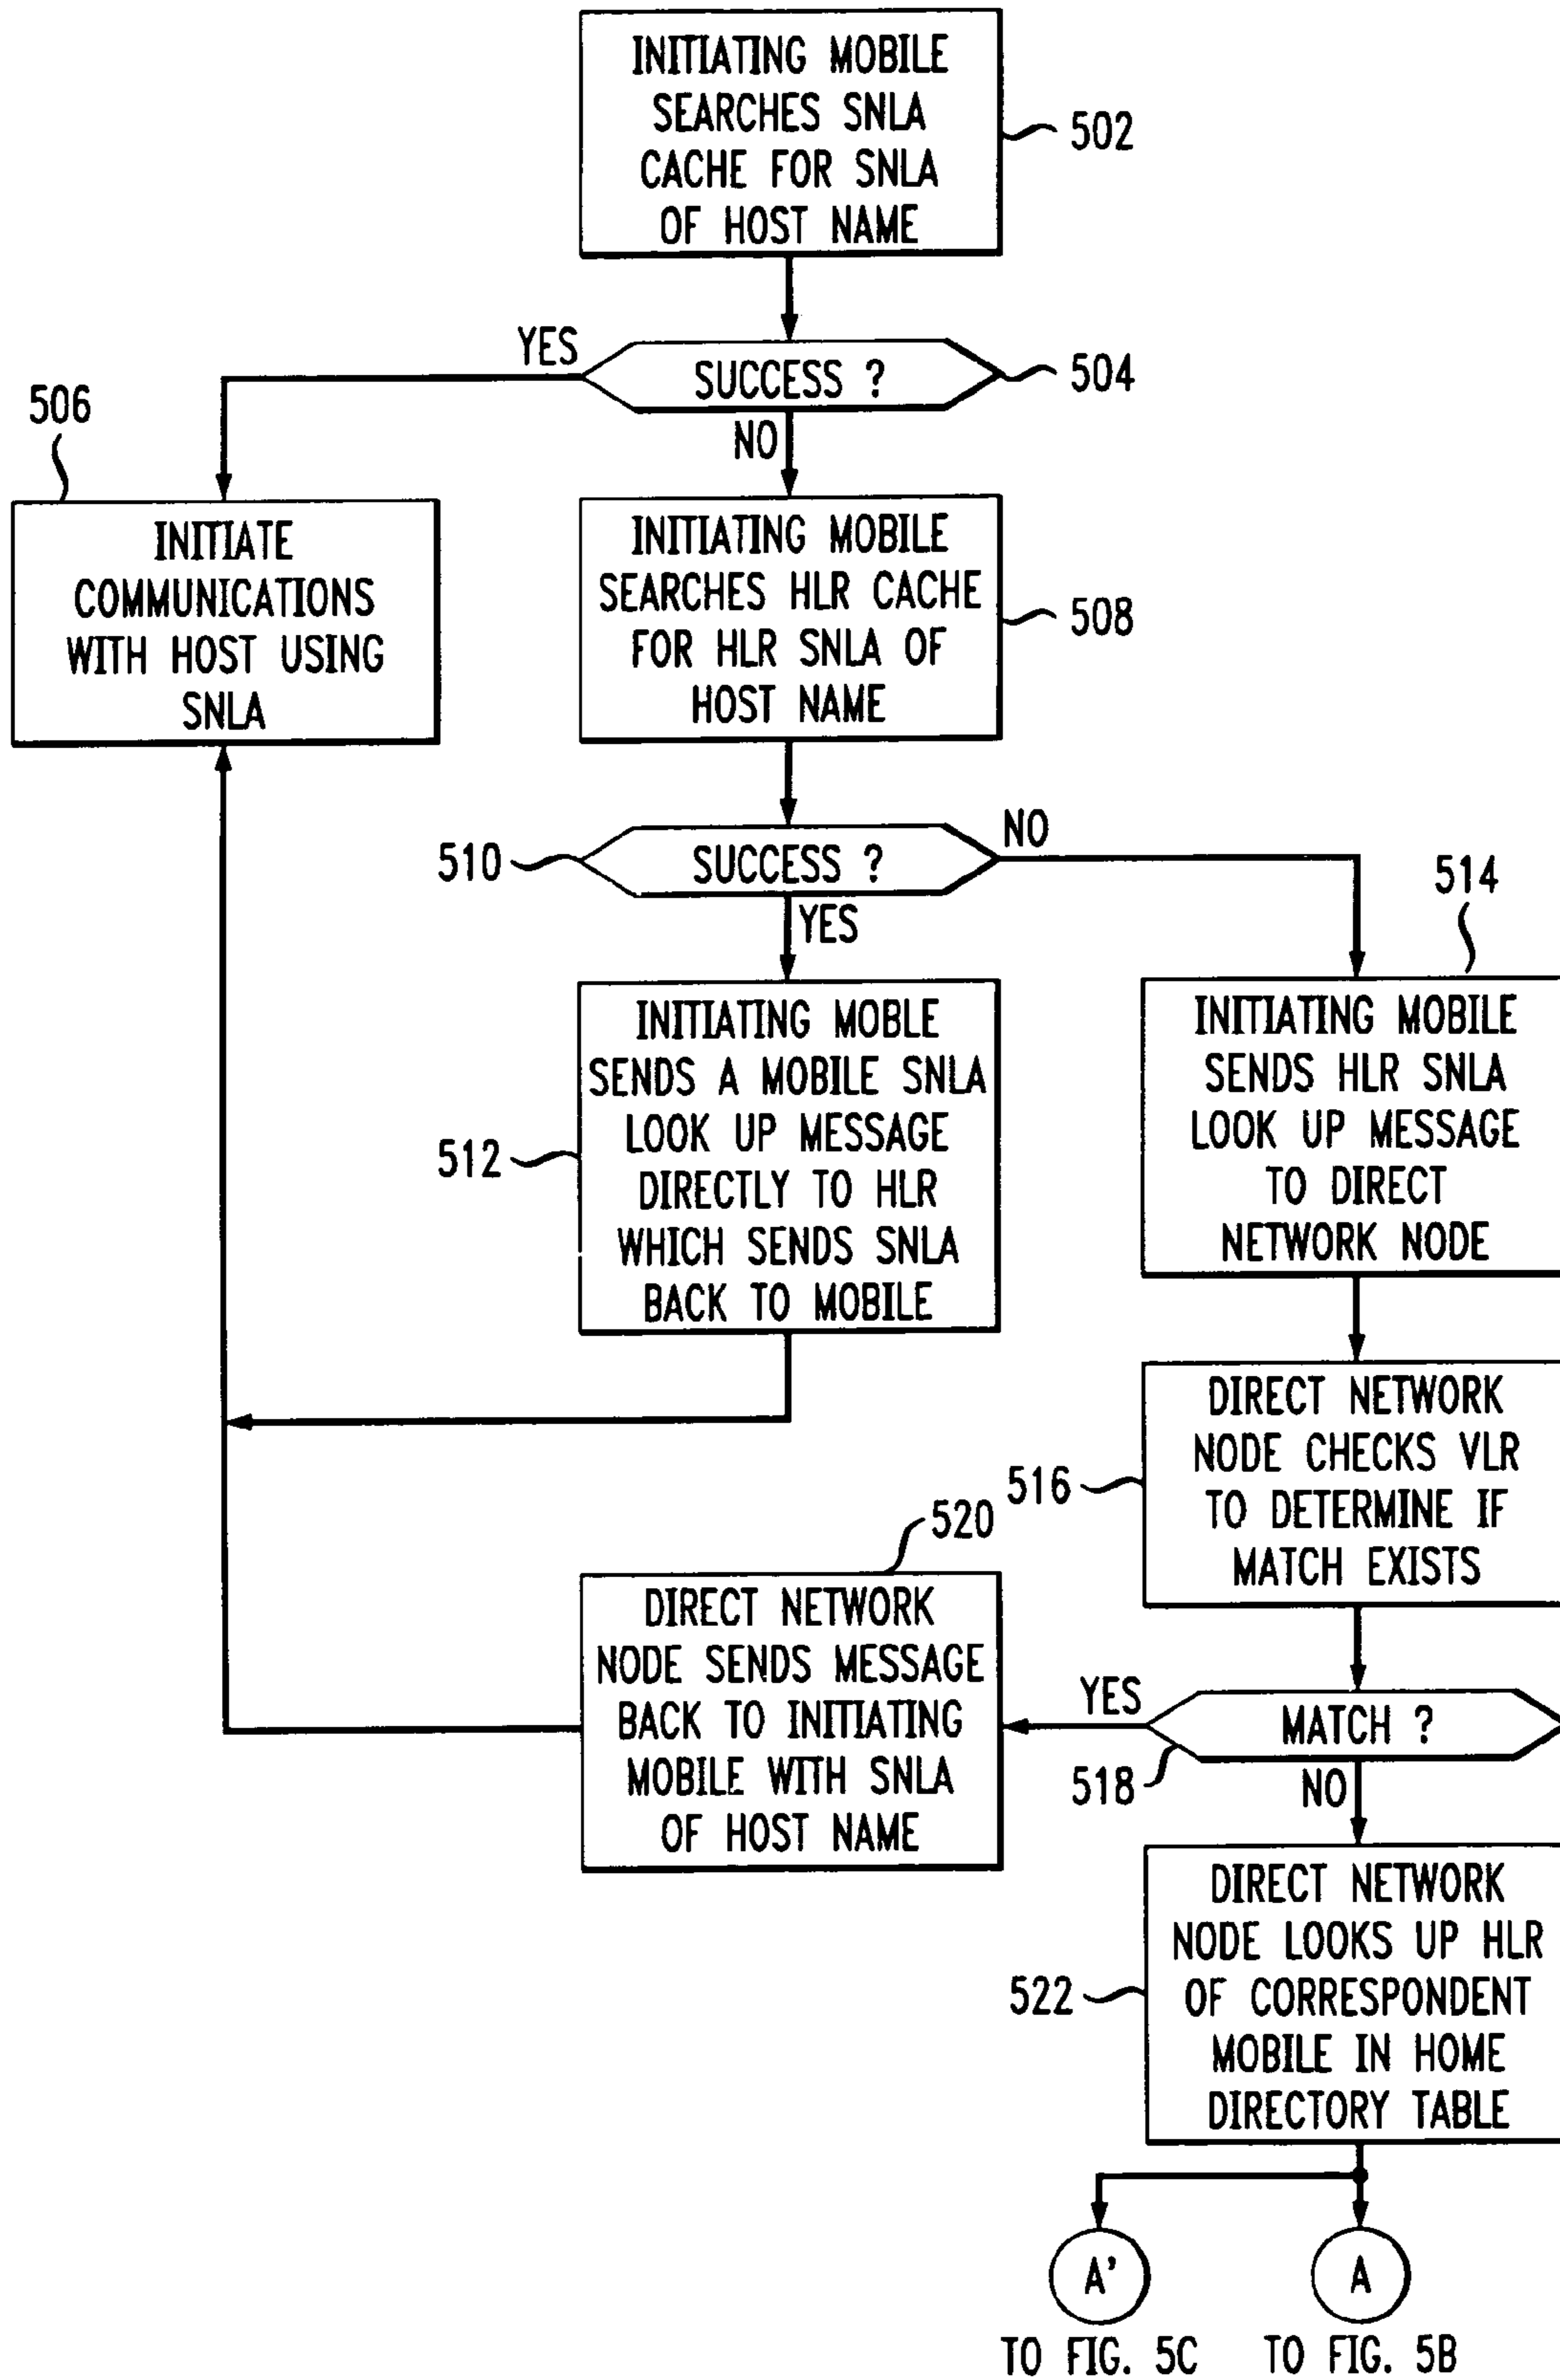 INITIATING MOBILE
SEARCHES SNLA
CACHE FOR SNLA
OF HOST NAME
502
YES
SUCCESS ?
504
NO
506
INITIATE
COMMUNICATIONS
WITH HOST USING
SNLA
INITIATING MOBILE
SEARCHES HLR CACHE
FOR HLR SNLA OF
HOST NAME
508
510
SUCCESS ?
NO
YES
514
INITIATING MOBLE
SENDS A MOBILE SNLA
LOOK UP MESSAGE
DIRECTLY TO HLR
WHICH SENDS SNLA
BACK TO MOBILE
512
INITIATING MOBILE
SENDS HLR SNLA
LOOK UP MESSAGE
TO DIRECT
NETWORK NODE
DIRECT NETWORK
NODE CHECKS VLR
TO DETERMINE IF
MATCH EXISTS
516
520
DIRECT NETWORK
NODE SENDS MESSAGE
BACK TO INITIATING
MOBILE WITH SNLA
OF HOST NAME
YES
MATCH ?
518
NO
DIRECT NETWORK
NODE LOOKS UP HLR
OF CORRESPONDENT
MOBILE IN HOME
DIRECTORY TABLE
522
A'
A
TO FIG. 5C
TO FIG. 5B